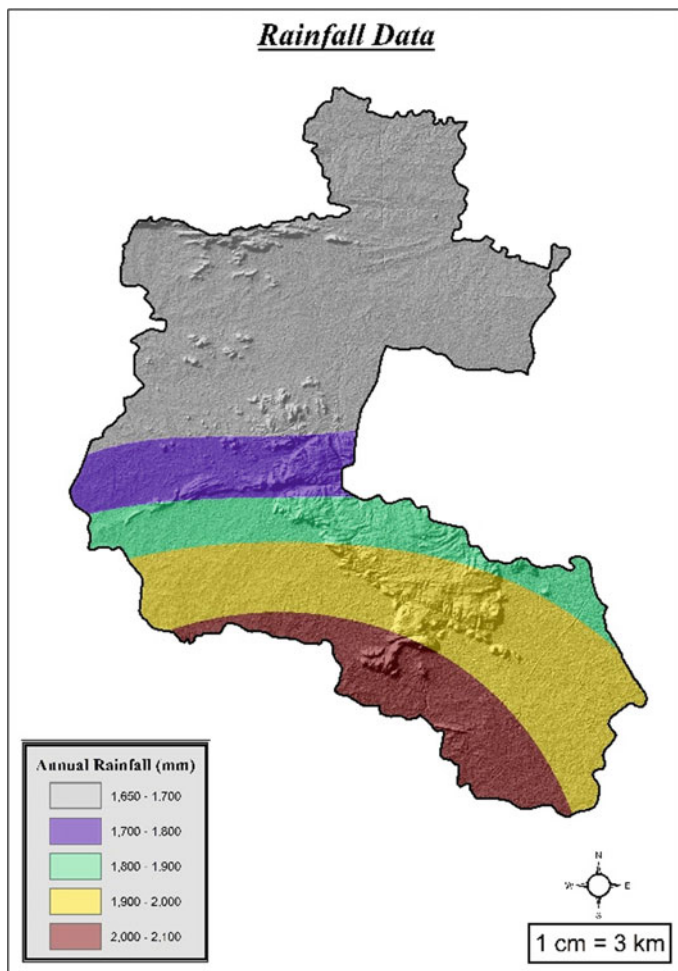 Rainfall Data
Annual Rainfall (mm)
1,650 - 1.700
1,700 - 1.800
1,800 - 1.900
1,900 - 2.000
2,000 - 2,100
N
W E
S
1 cm = 3 km